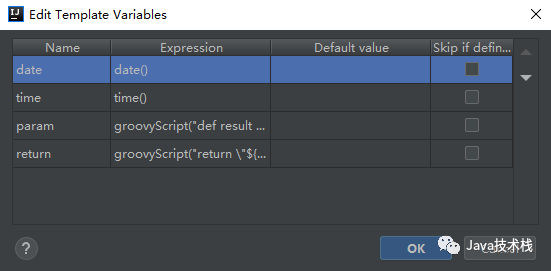 Edit Template Variables
Name Expression Default value Skip if defin...
date date()
time time()
param groovyScript("def result ...
return groovyScript("return \"${...
? OK
Java技术栈